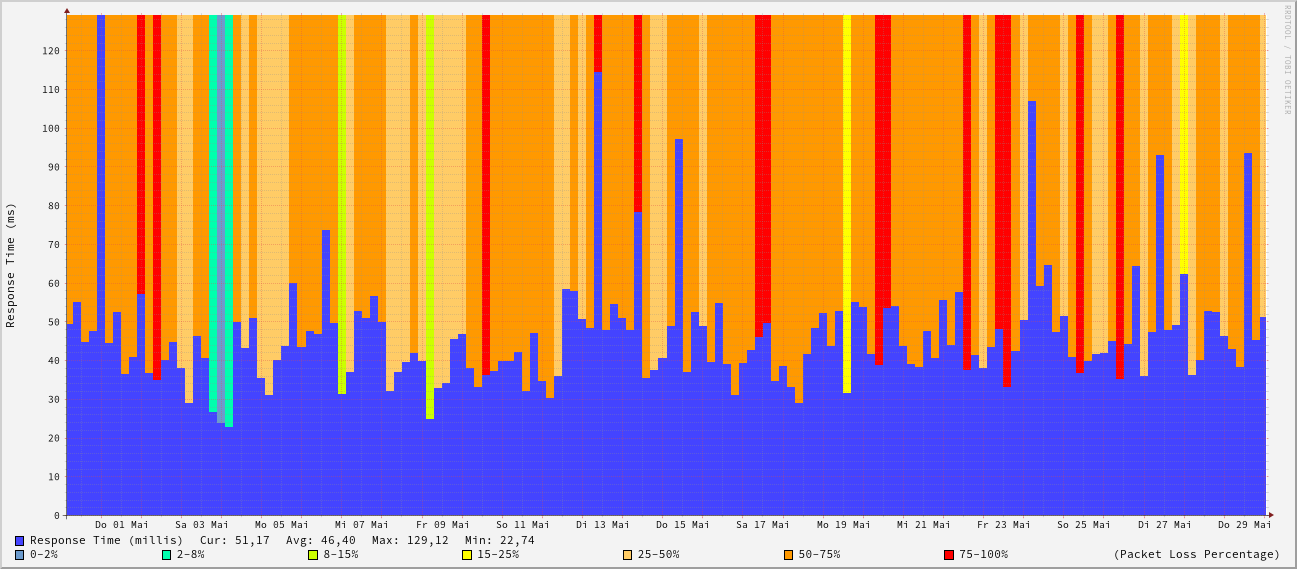 RRDTOOL / TOBI OETIKER
Response Time (ms)
120
110
100
90
80
70
60
50
40
30
20
10
0
Do 01 Mai Sa 03 Mai Mo 05 Mai Mi 07 Mai Fr 09 Mai So 11 Mai Di 13 Mai Do 15 Mai Sa 17 Mai Mo 19 Mai Mi 21 Mai Fr 23 Mai So 25 Mai Di 27 Mai Do 29 Mai
Response Time (millis) Cur: 51,17 Avg: 46,40 Max: 129,12 Min: 22,74
0-2% 2-8% 8-15% 15-25% 25-50% 50-75% 75-100% (Packet Loss Percentage)